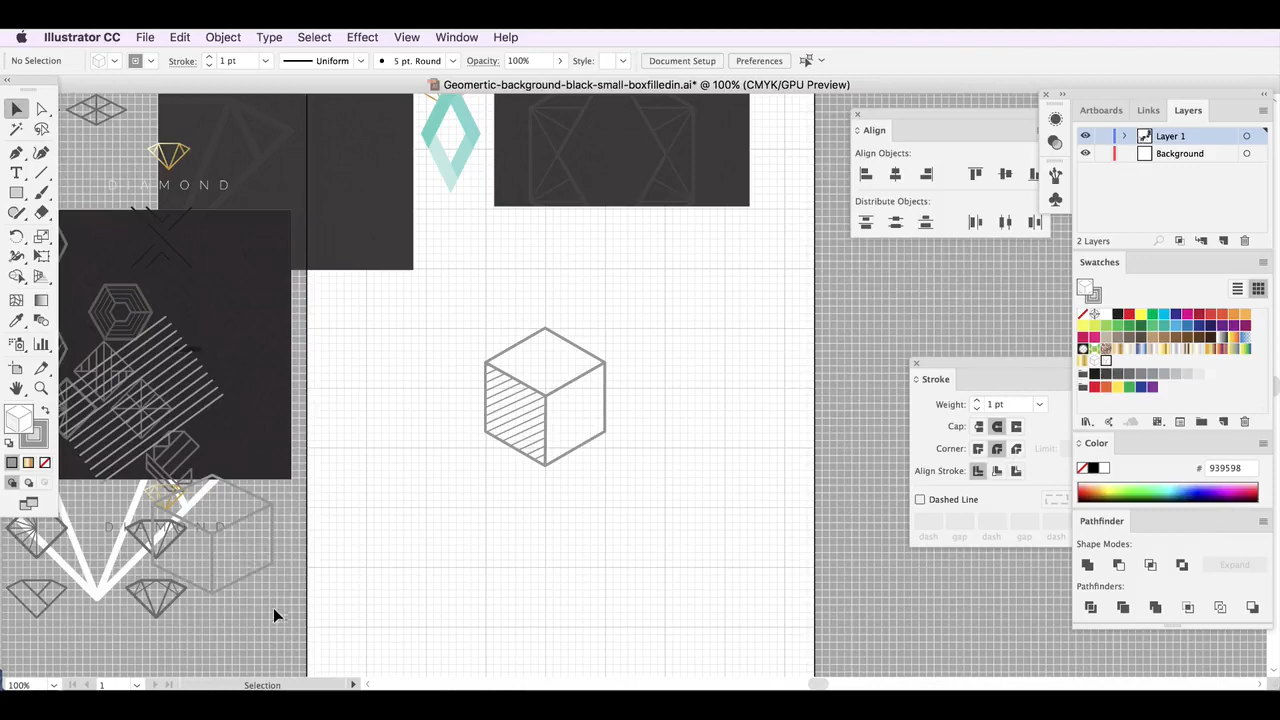 Illustrator CC File Edit Object Type Select Effect View Window Help
No Selection Stroke: 1 pt Uniform 5 pt. Round Opacity: 100% Style: Document Setup Preferences
Geomertic-background-black-small-boxfilledin.ai* @ 100% (CMYK/GPU Preview)
Artboards Links Layers
Layer 1
Background
2 Layers
Align
Align Objects:
Distribute Objects:
Swatches
Stroke
Weight: 1 pt
Cap:
Corner: Limit:
Align Stroke:
Dashed Line
dash gap dash gap dash
Color
# 939598
Pathfinder
Shape Modes:
Expand
Pathfinders:
DIAMOND
DIAMOND
100% 1 Selection